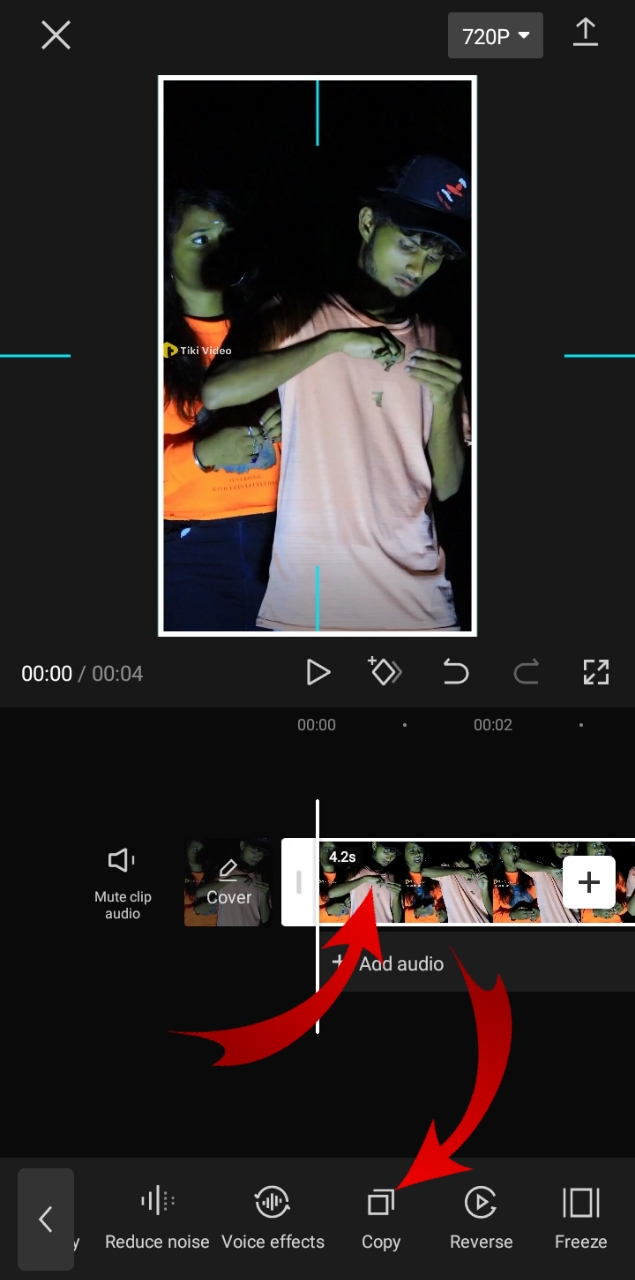 720P
Tiki Video
00:00 / 00:04
00:00
00:02
Mute clip
audio
Cover
4.2s
+
+ Add audio
y
Reduce noise
Voice effects
Copy
Reverse
Freeze